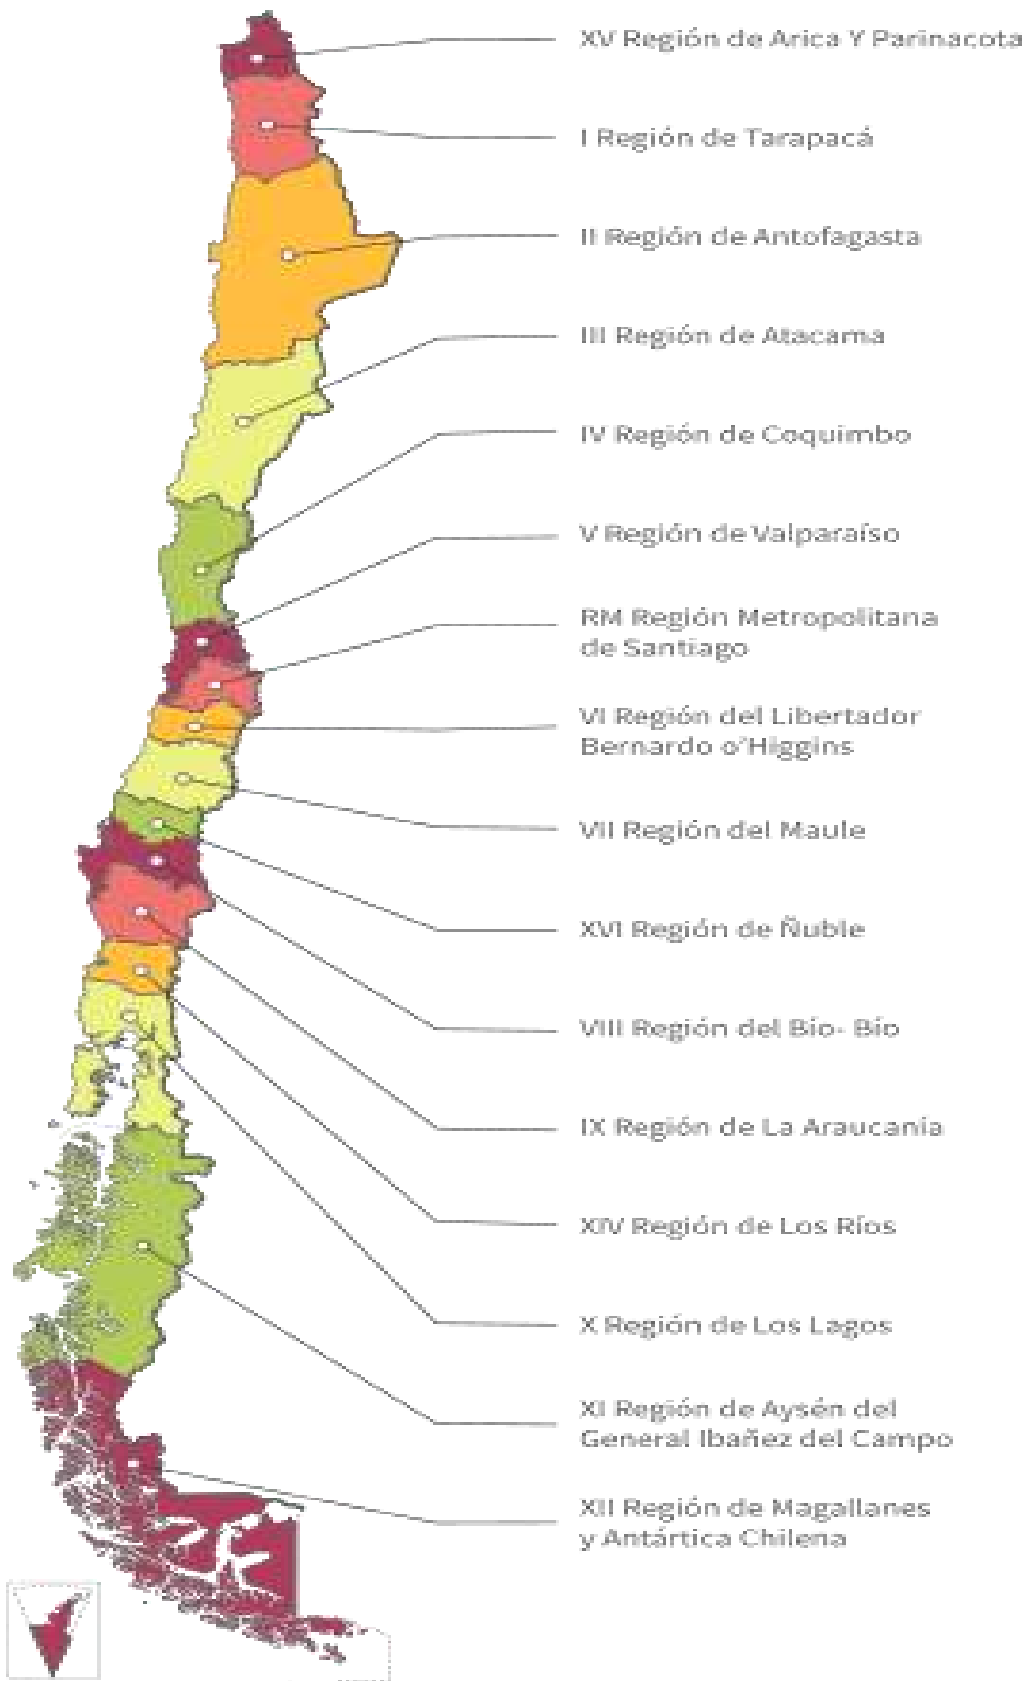 XV Región de Arica Y Parinacota
I Región de Tarapacá
II Región de Antofagasta
III Región de Atacama
IV Región de Coquimbo
V Región de Valparaíso
RM Región Metropolitana
de Santiago
VI Región del Libertador
Bernardo o'Higgins
VII Región del Maule
XVI Región de Ñuble
VIII Región del Bío- Bío
IX Región de La Araucanía
XIV Región de Los Ríos
X Región de Los Lagos
XI Región de Aysén del
General Ibañez del Campo
XII Región de Magallanes
y Antártica Chilena